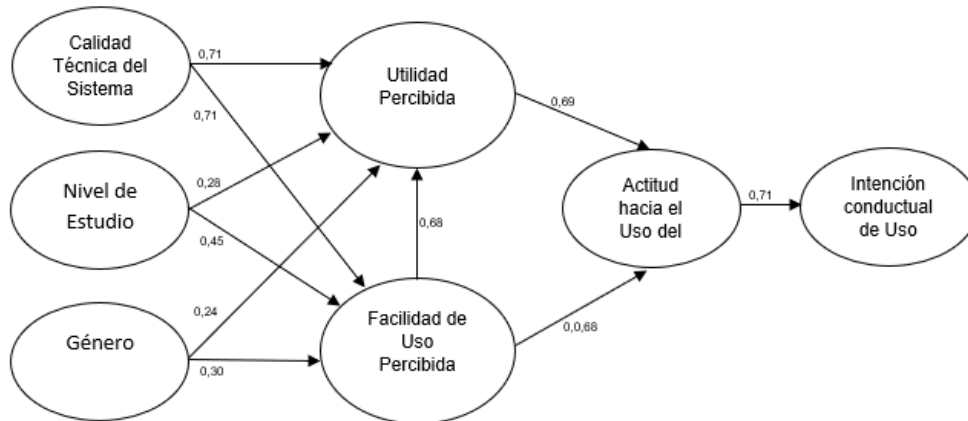 Calidad
Técnica del
Sistema
0,71
0,71
Utilidad
Percibida
0,69
Nivel de
Estudio
0,28
0,45
0,68
Actitud
hacia el
Uso del
0,71
Intención
conductual
de Uso
Género
0,24
0,30
Facilidad de
Uso
Percibida
0,0,68